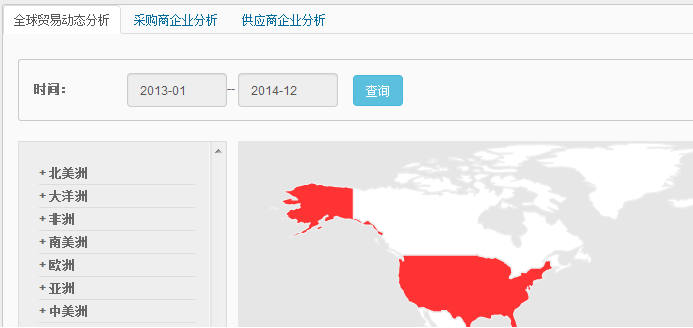 全球贸易动态分析 采购商企业分析 供应商企业分析
时间： 2013-01 -- 2014-12 查询
+ 北美洲
+ 大洋洲
+ 非洲
+ 南美洲
+ 欧洲
+ 亚洲
+ 中美洲